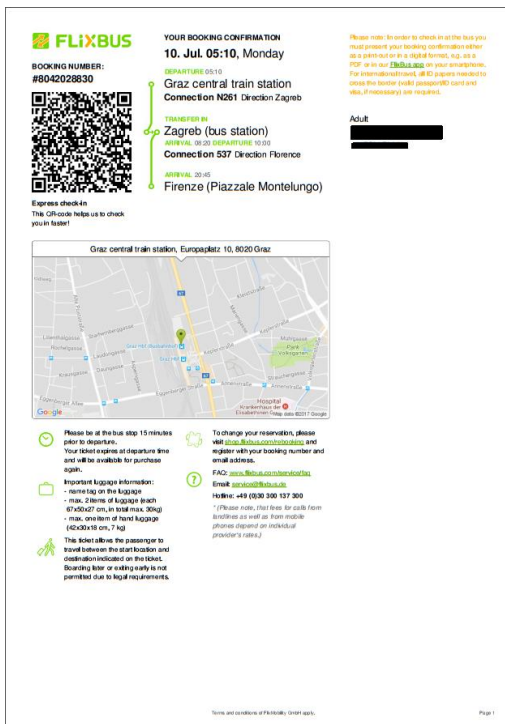 FLiXBUS
BOOKING NUMBER:
#8042028830
Express check-in
This QR-code helps us to check
you in faster!
YOUR BOOKING CONFIRMATION
10. Jul. 05:10, Monday
DEPARTURE 05:10
Graz central train station
Connection N261 Direction Zagreb
TRANSFER IN
Zagreb (bus station)
ARRIVAL 08:20 DEPARTURE 10:00
Connection 537 Direction Florence
ARRIVAL 20:45
Firenze (Piazzale Montelungo)
Please note: In order to check in at the bus you
must present your booking confirmation either
as a print-out or in a digital format, e.g. as a
PDF or in our FlixBus app on your smartphone.
For international travel, all ID papers needed to
cross the border (valid passport/ID card and
visa, if necessary) are required.
Adult
Graz central train station, Europaplatz 10, 8020 Graz
67
Graz Hbf
Park
Volksgarten
Hospital
Krankenhaus der
Google
Map data ©2017 Google
Please be at the bus stop 15 minutes
prior to departure.
Your ticket expires at departure time
and will be available for purchase
again.
Important luggage information:
- name tag on the luggage
- max. 2 items of luggage (each
67x50x27 cm, in total max. 30kg)
- max. one item of hand luggage
(42x30x18 cm, 7 kg)
This ticket allows the passenger to
travel between the start location and
destination indicated on the ticket.
Boarding later or exiting early is not
permitted due to legal requirements.
To change your reservation, please
visit shop.flixbus.com/rebooking and
register with your booking number and
email address.
FAQ: www.flixbus.com/service/faq
Email: service@flixbus.de
Hotline: +49 (0)30 300 137 300
* (Please note, that fees for calls from
landlines as well as from mobile
phones depend on individual
provider's rates.)
Terms and conditions of FlixMobility GmbH apply.
Page 1